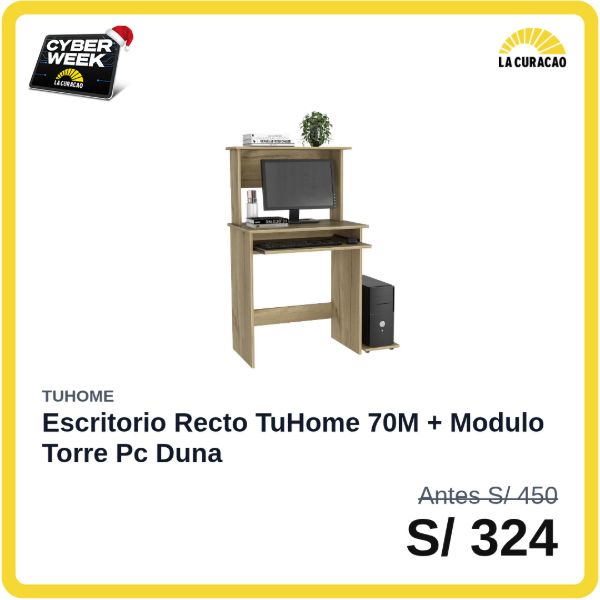 CYBER
WEEK
LA CURACAO
LA CURACAO
TUHOME
Escritorio Recto TuHome 70M + Modulo
Torre Pc Duna
Antes S/ 450
S/ 324